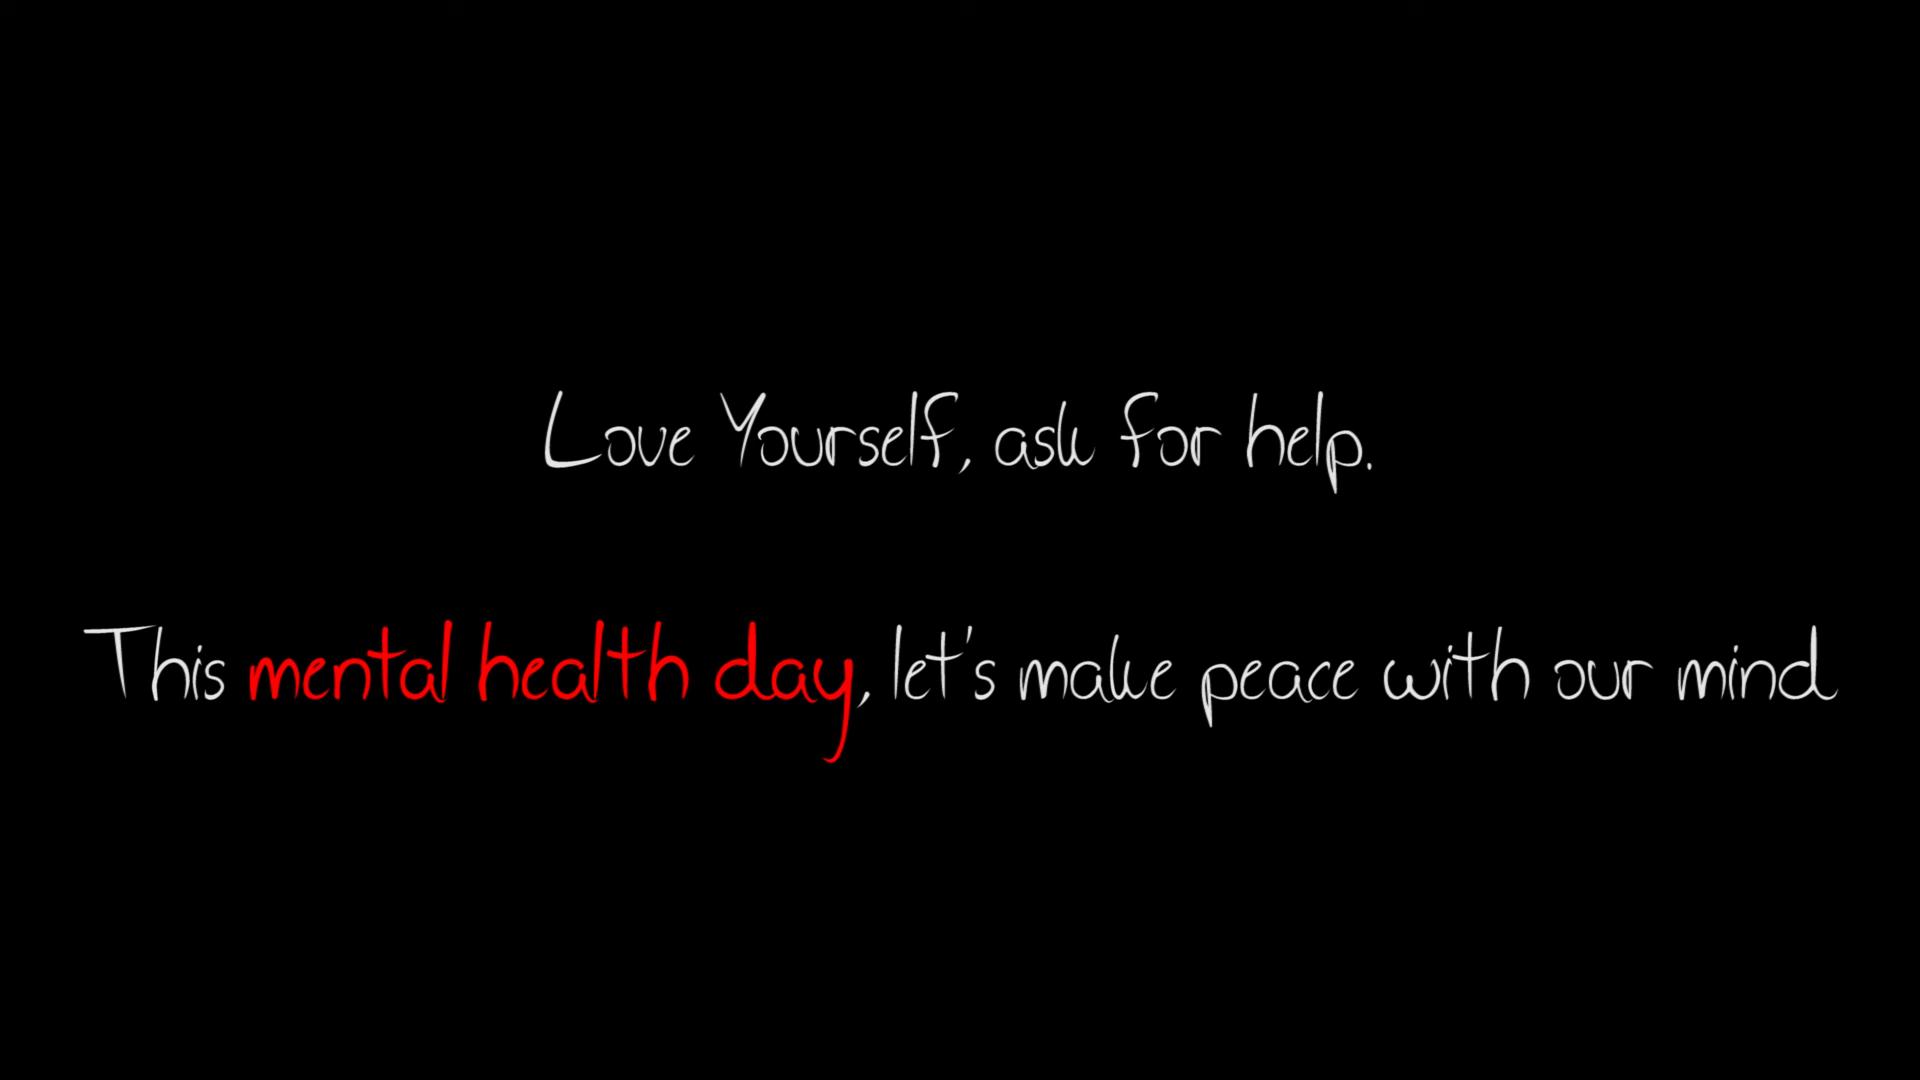 Love Yourself, ask for help.
This mental health day, let's make peace with our mind